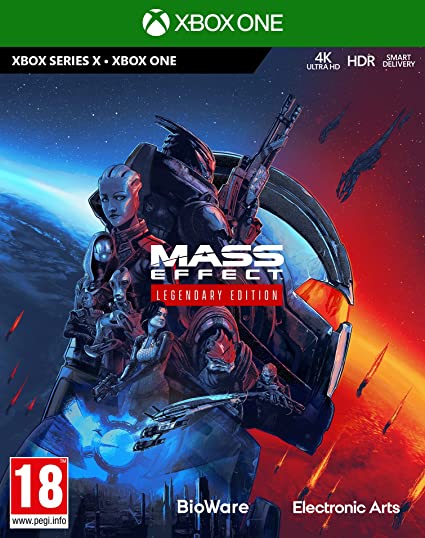 XBOX ONE
XBOX SERIES X • XBOX ONE
4K
ULTRA HD
HDR
SMART
DELIVERY
MASS
EFFECT
LEGENDARY EDITION
18
TM
www.pegi.info
BioWare
Electronic Arts